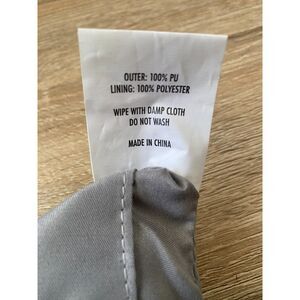 OUTER: 100% PU
LINING: 100% POLYESTER
WIPE WITH DAMP CLOTH
DO NOT WASH
MADE IN CHINA